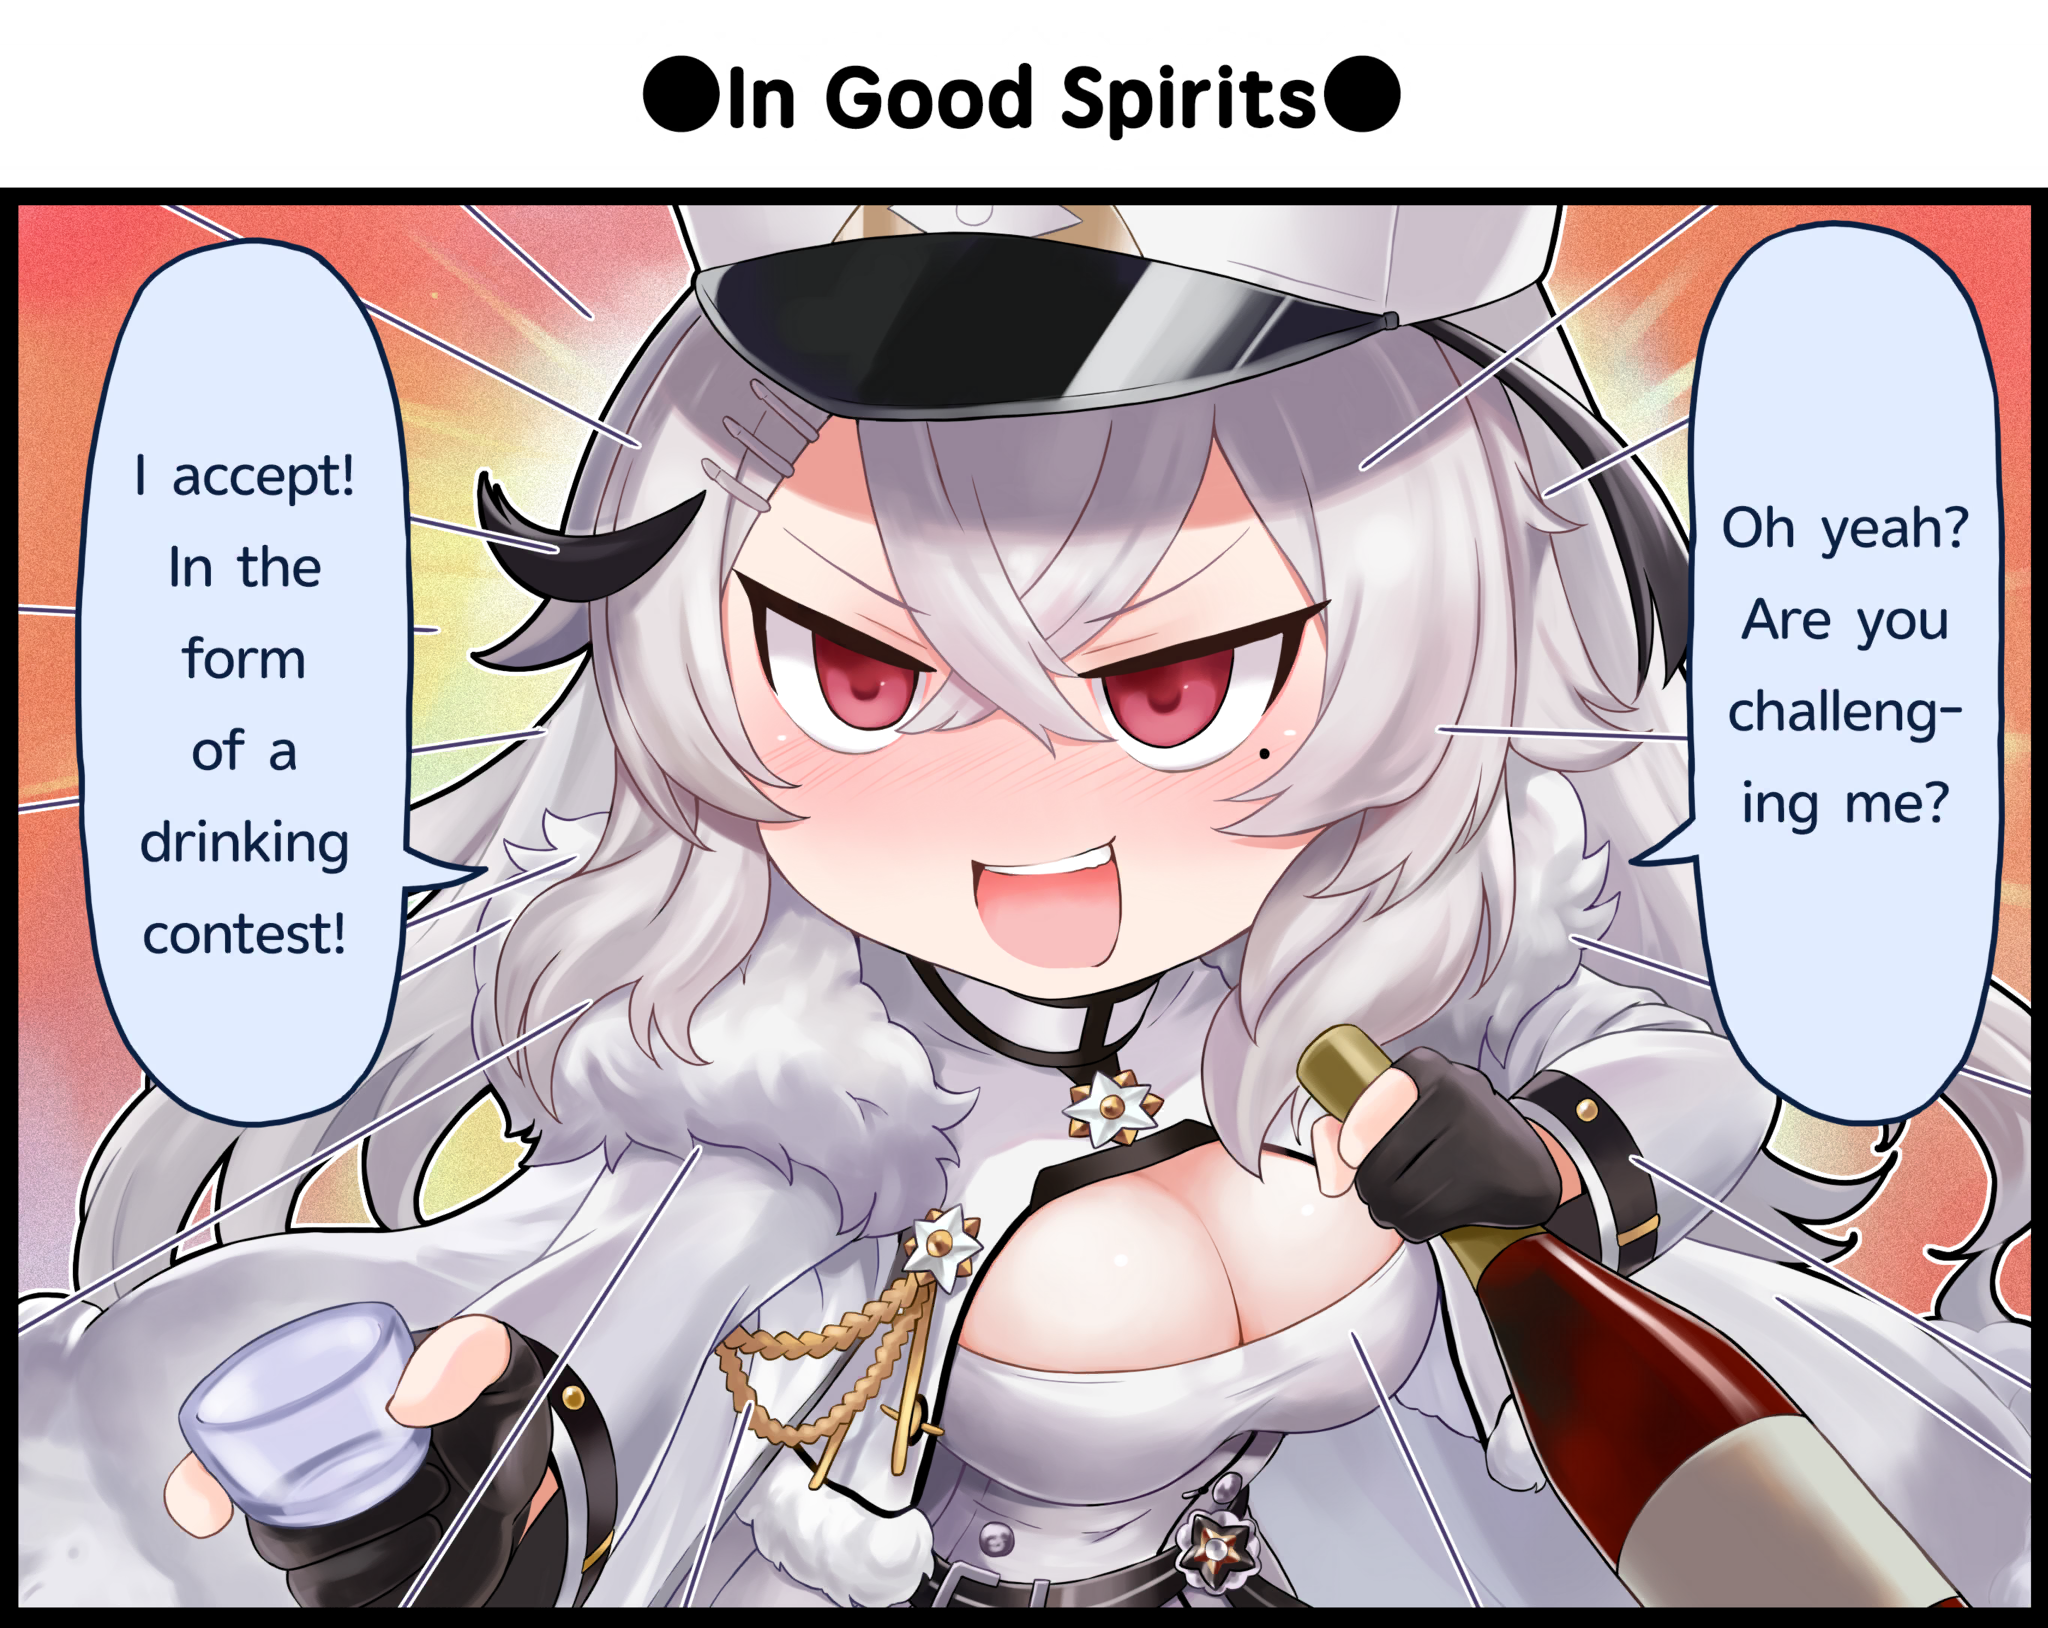 ●In Good Spirits●
Oh yeah?
Are you
challeng-
ing me?
I accept!
In the
form
of a
drinking
contest!